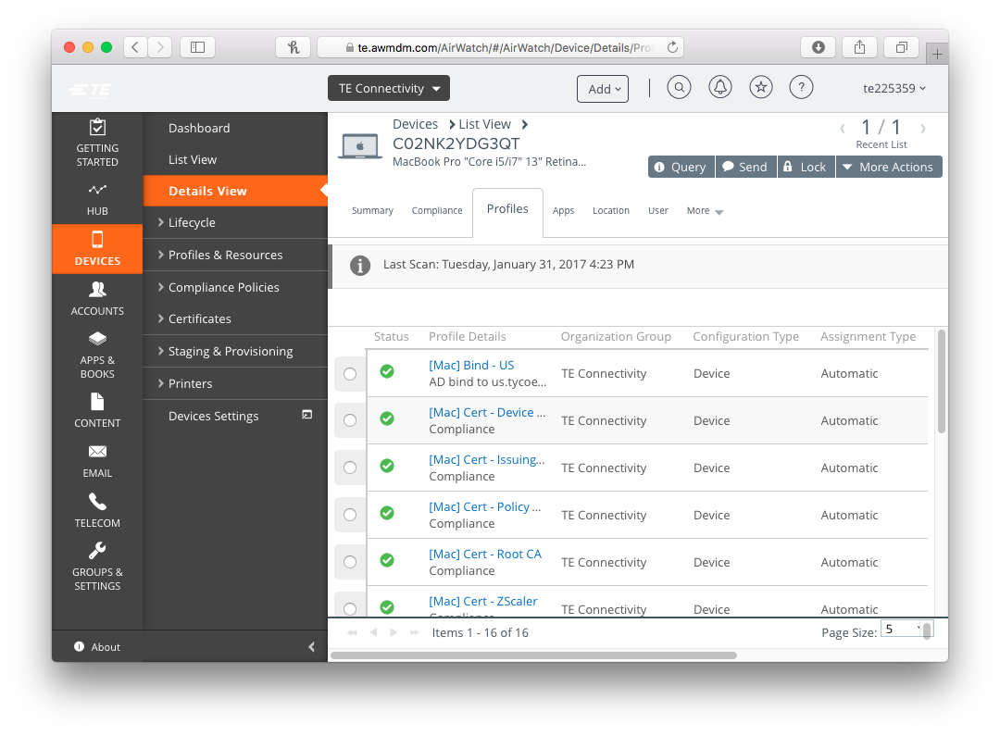 te.awmdm.com/AirWatch/#/AirWatch/Device/Details/Pro
TE
TE Connectivity
Add
te225359
GETTING
STARTED
HUB
DEVICES
ACCOUNTS
APPS &
BOOKS
CONTENT
EMAIL
TELECOM
GROUPS &
SETTINGS
About
Dashboard
List View
Details View
Lifecycle
Profiles & Resources
Compliance Policies
Certificates
Staging & Provisioning
Printers
Devices Settings
Devices > List View >
C02NK2YDG3QT
MacBook Pro "Core i5/i7" 13" Retina...
1 / 1
Recent List
Query Send Lock More Actions
Summary Compliance Profiles Apps Location User More
Last Scan: Tuesday, January 31, 2017 4:23 PM
Status Profile Details Organization Group Configuration Type Assignment Type
[Mac] Bind - US
AD bind to us.tycoe... TE Connectivity Device Automatic
[Mac] Cert - Device ...
Compliance TE Connectivity Device Automatic
[Mac] Cert - Issuing...
Compliance TE Connectivity Device Automatic
[Mac] Cert - Policy ...
Compliance TE Connectivity Device Automatic
[Mac] Cert - Root CA
Compliance TE Connectivity Device Automatic
[Mac] Cert - ZScaler
TE Connectivity Device Automatic
Items 1 - 16 of 16
Page Size: 5